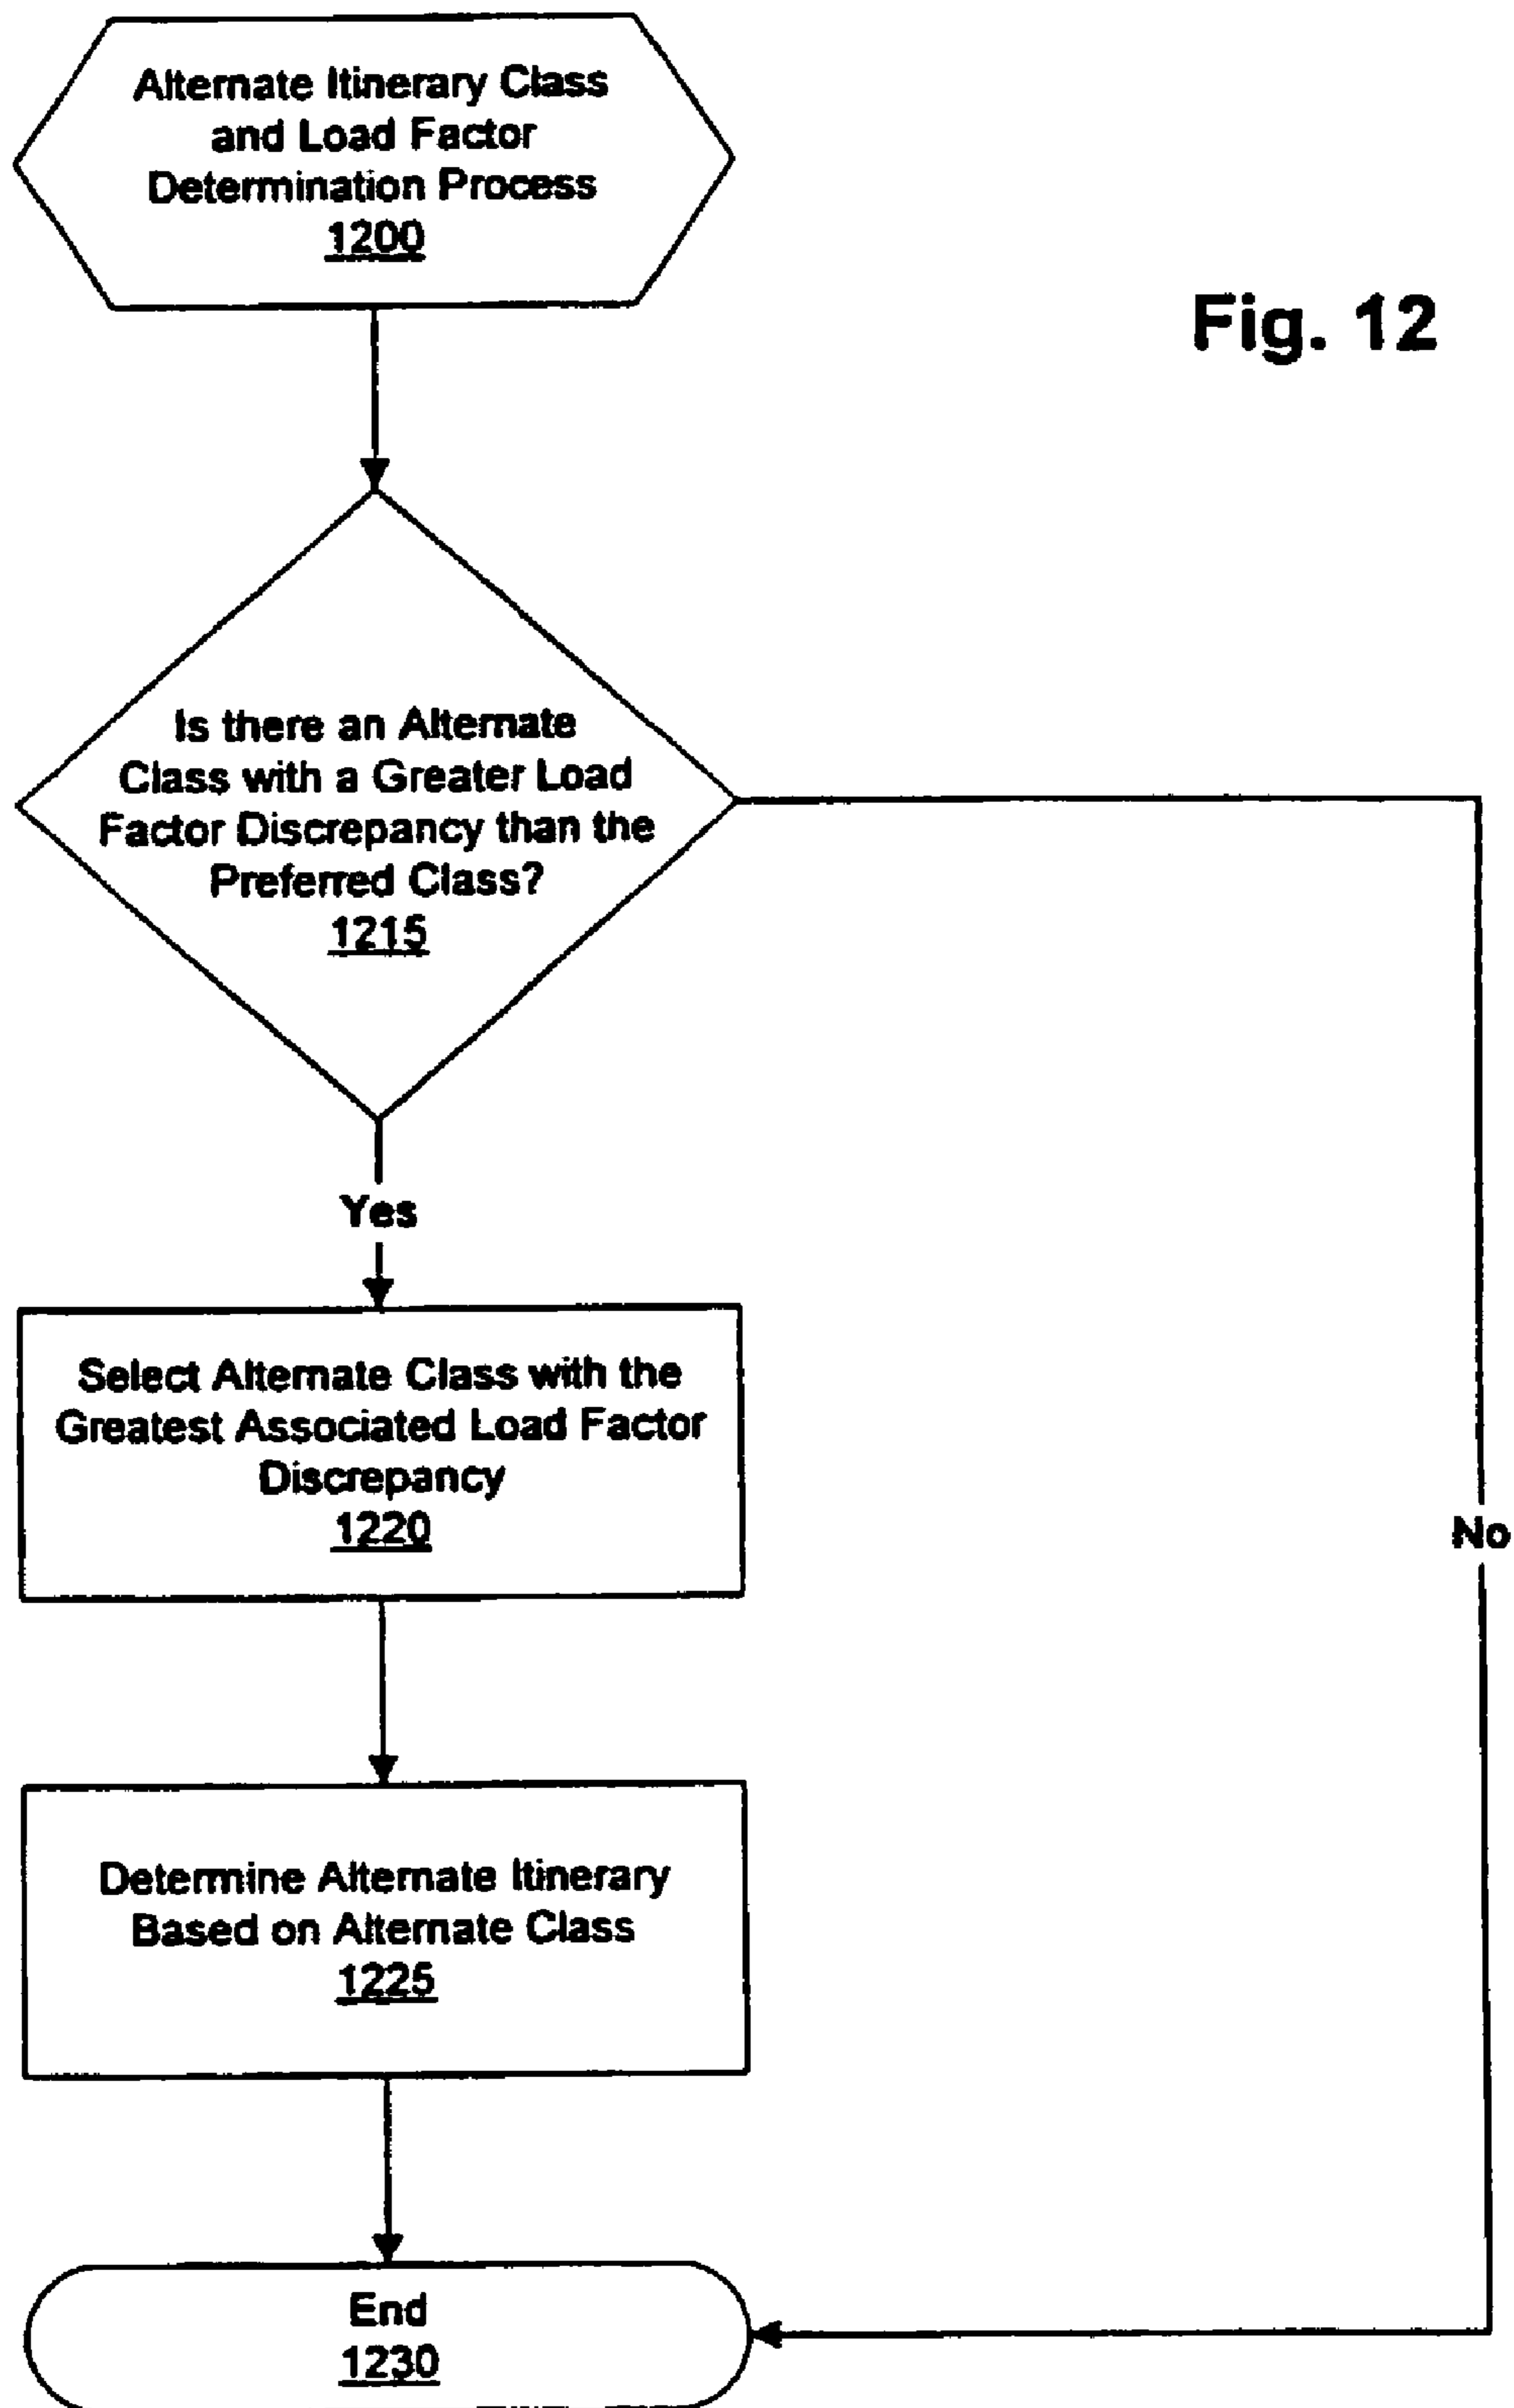 Alternate Itinerary Class
and Load Factor
Determination Process
1200
Fig. 12
Is there an Alternate
Class with a Greater Load
Factor Discrepancy than the
Preferred Class?
1215
Yes
Select Alternate Class with the
Greatest Associated Load Factor
Discrepancy
1220
No
Determine Alternate Itinerary
Based on Alternate Class
1225
End
1230